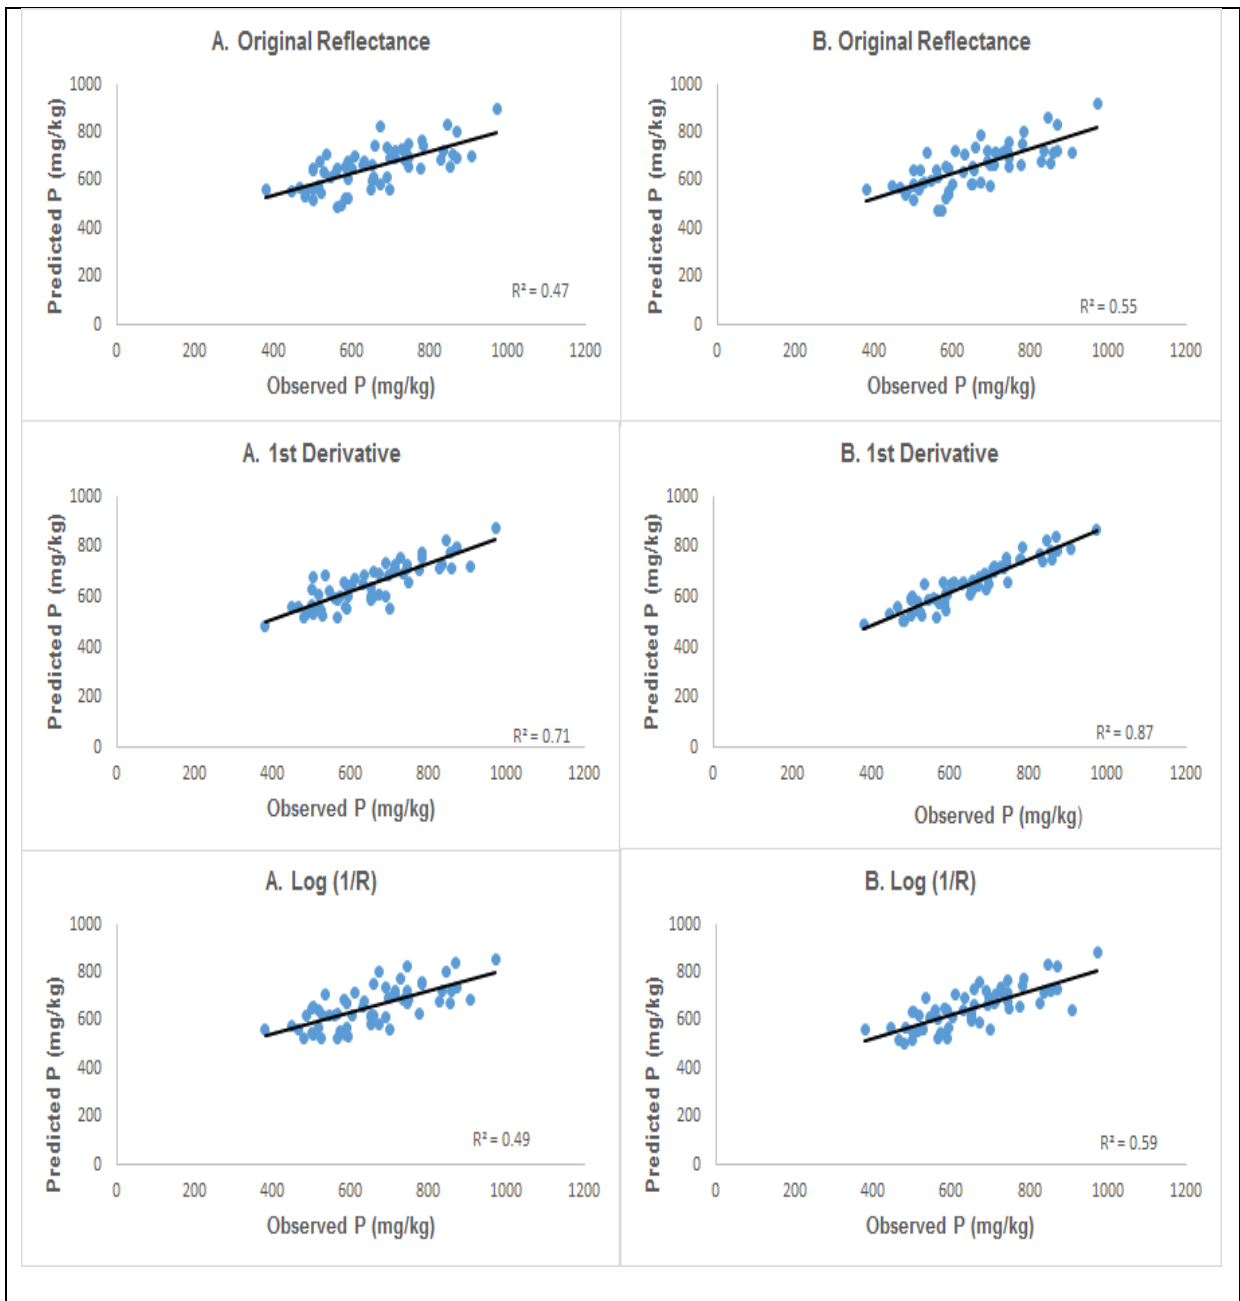 A. Original Reflectance
Predicted P (mg/kg)
1000
800
600
400
200
0
R² = 0.47
0 200 400 600 800 1000 1200
Observed P (mg/kg)
B. Original Reflectance
Predicted P (mg/kg)
1000
800
600
400
200
0
R² = 0.55
0 200 400 600 800 1000 1200
Observed P (mg/kg)
A. 1st Derivative
Predicted P (mg/kg)
1000
800
600
400
200
0
R² = 0.71
0 200 400 600 800 1000 1200
Observed P (mg/kg)
B. 1st Derivative
Predicted P (mg/kg)
1000
800
600
400
200
0
R² = 0.87
0 200 400 600 800 1000 1200
Observed P (mg/kg)
A. Log (1/R)
Predicted P (mg/kg)
1000
800
600
400
200
0
R² = 0.49
0 200 400 600 800 1000 1200
Observed P (mg/kg)
B. Log (1/R)
Predicted P (mg/kg)
1000
800
600
400
200
0
R² = 0.59
0 200 400 600 800 1000 1200
Observed P (mg/kg)